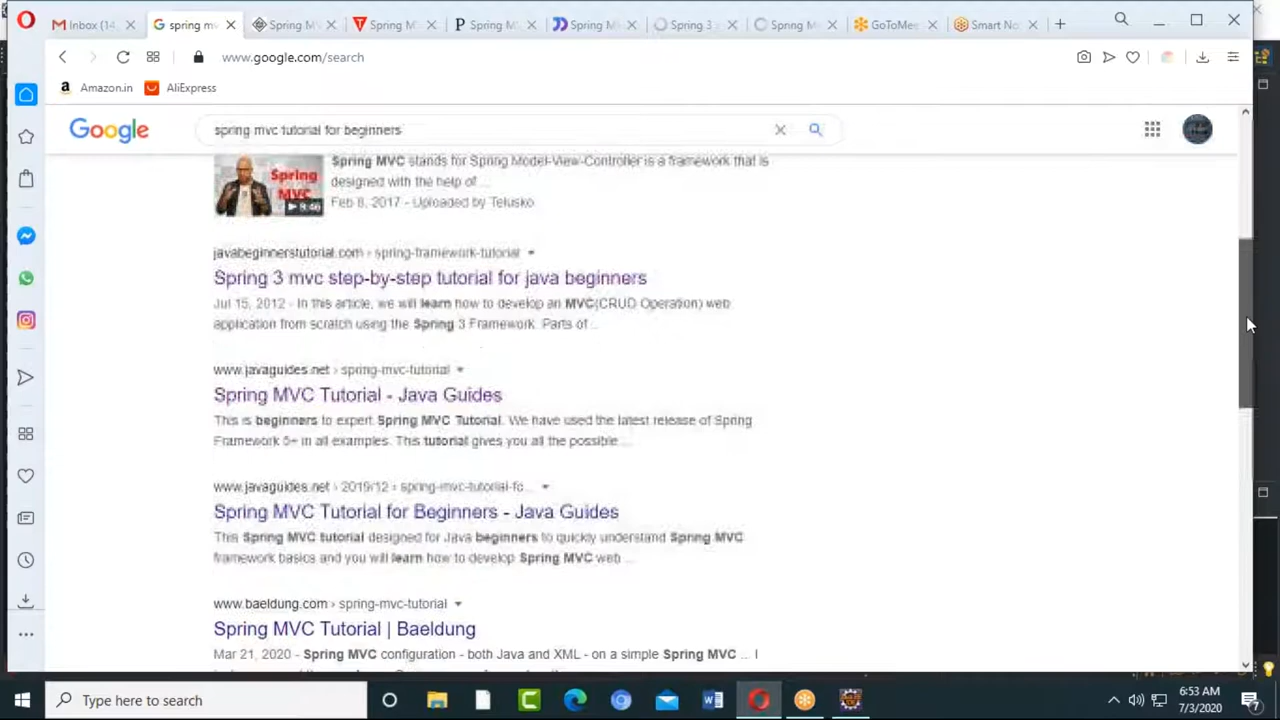 Inbox (14
spring mv
Spring M
Spring M
Spring M
Spring M
Spring 3
Spring M
GoToMee
Smart No
www.google.com/search
Amazon.in
AliExpress
Google
spring mvc tutorial for beginners
Spring MVC stands for Spring Model-View-Controller is a framework that is
designed with the help of ...
Spring MVC
9:46
Feb 8, 2017 - Uploaded by Telusko
javabeginnerstutorial.com › spring-framework-tutorial
Spring 3 mvc step-by-step tutorial for java beginners
Jul 15, 2012 - In this article, we will learn how to develop an MVC(CRUD Operation) web
application from scratch using the Spring 3 Framework. Parts of ...
www.javaguides.net › spring-mvc-tutorial
Spring MVC Tutorial - Java Guides
This is beginners to expert Spring MVC Tutorial. We have used the latest release of Spring
Framework 5+ in all examples. This tutorial gives you all the possible ...
www.javaguides.net › 2019/12 › spring-mvc-tutorial-fo...
Spring MVC Tutorial for Beginners - Java Guides
This Spring MVC tutorial designed for Java beginners to quickly understand Spring MVC
framework basics and you will learn how to develop Spring MVC web ...
www.baeldung.com › spring-mvc-tutorial
Spring MVC Tutorial | Baeldung
Mar 21, 2020 - Spring MVC configuration - both Java and XML - on a simple Spring MVC ... I
Type here to search
6:53 AM
7/3/2020
7